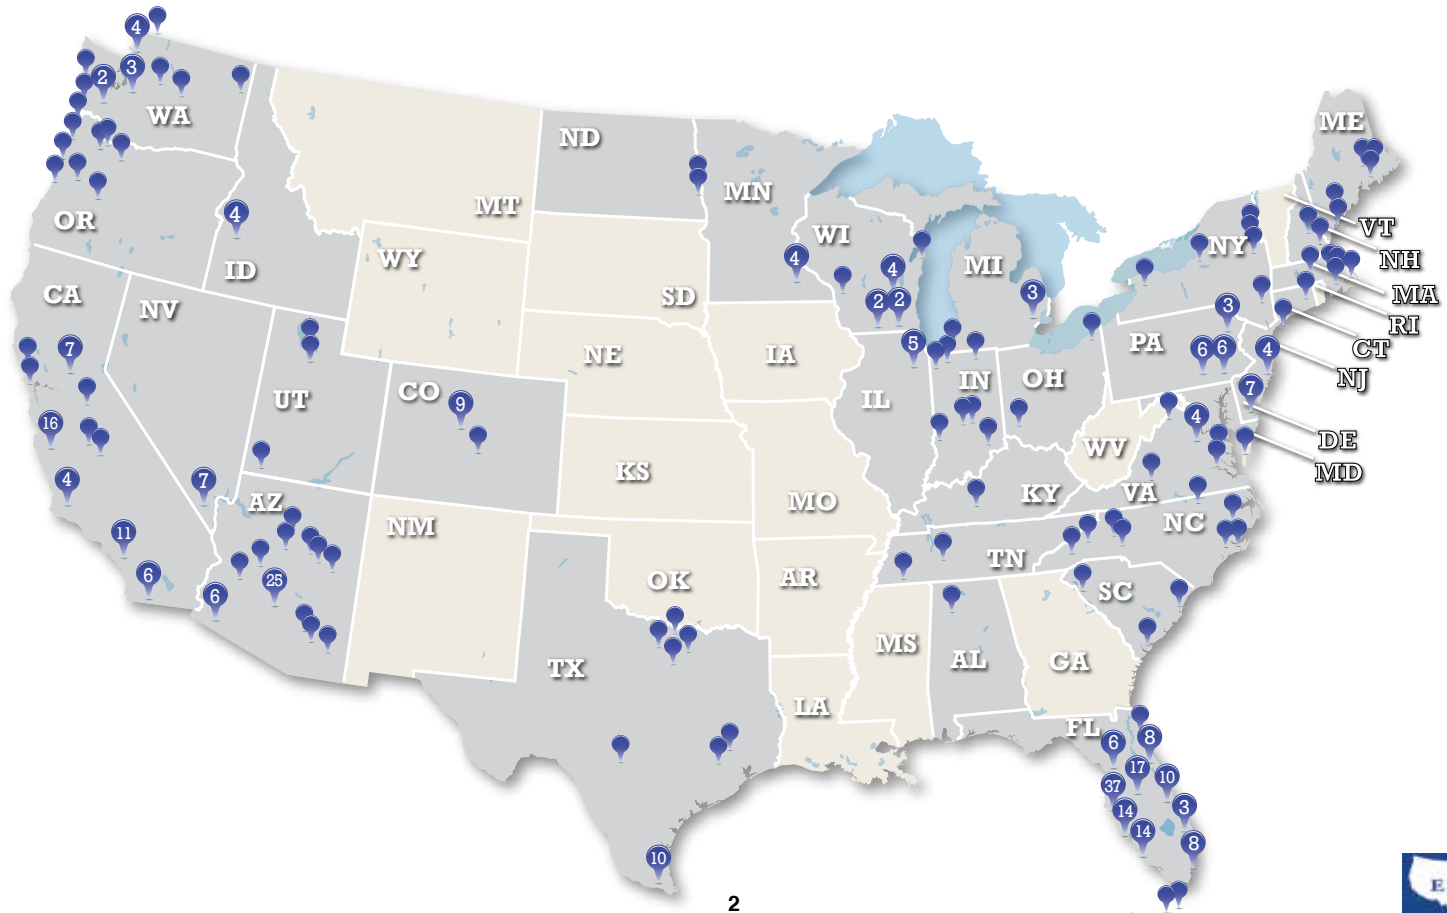 4
3
2
WA
ME
ND
MN
MT
OR
4
ID
WI
4
4
2
2
MI
3
NY
VT
NH
MA
RI
CT
NJ
DE
MD
WY
SD
CA
NV
7
16
4
11
6
UT
CO
9
NE
IA
5
IL
IN
OH
PA
3
6
6
4
7
4
WV
KS
MO
KY
VA
7
AZ
25
6
NM
OK
AR
TN
NC
SC
TX
10
LA
MS
AL
GA
FL
6
8
17
10
37
14
3
14
8
2
E